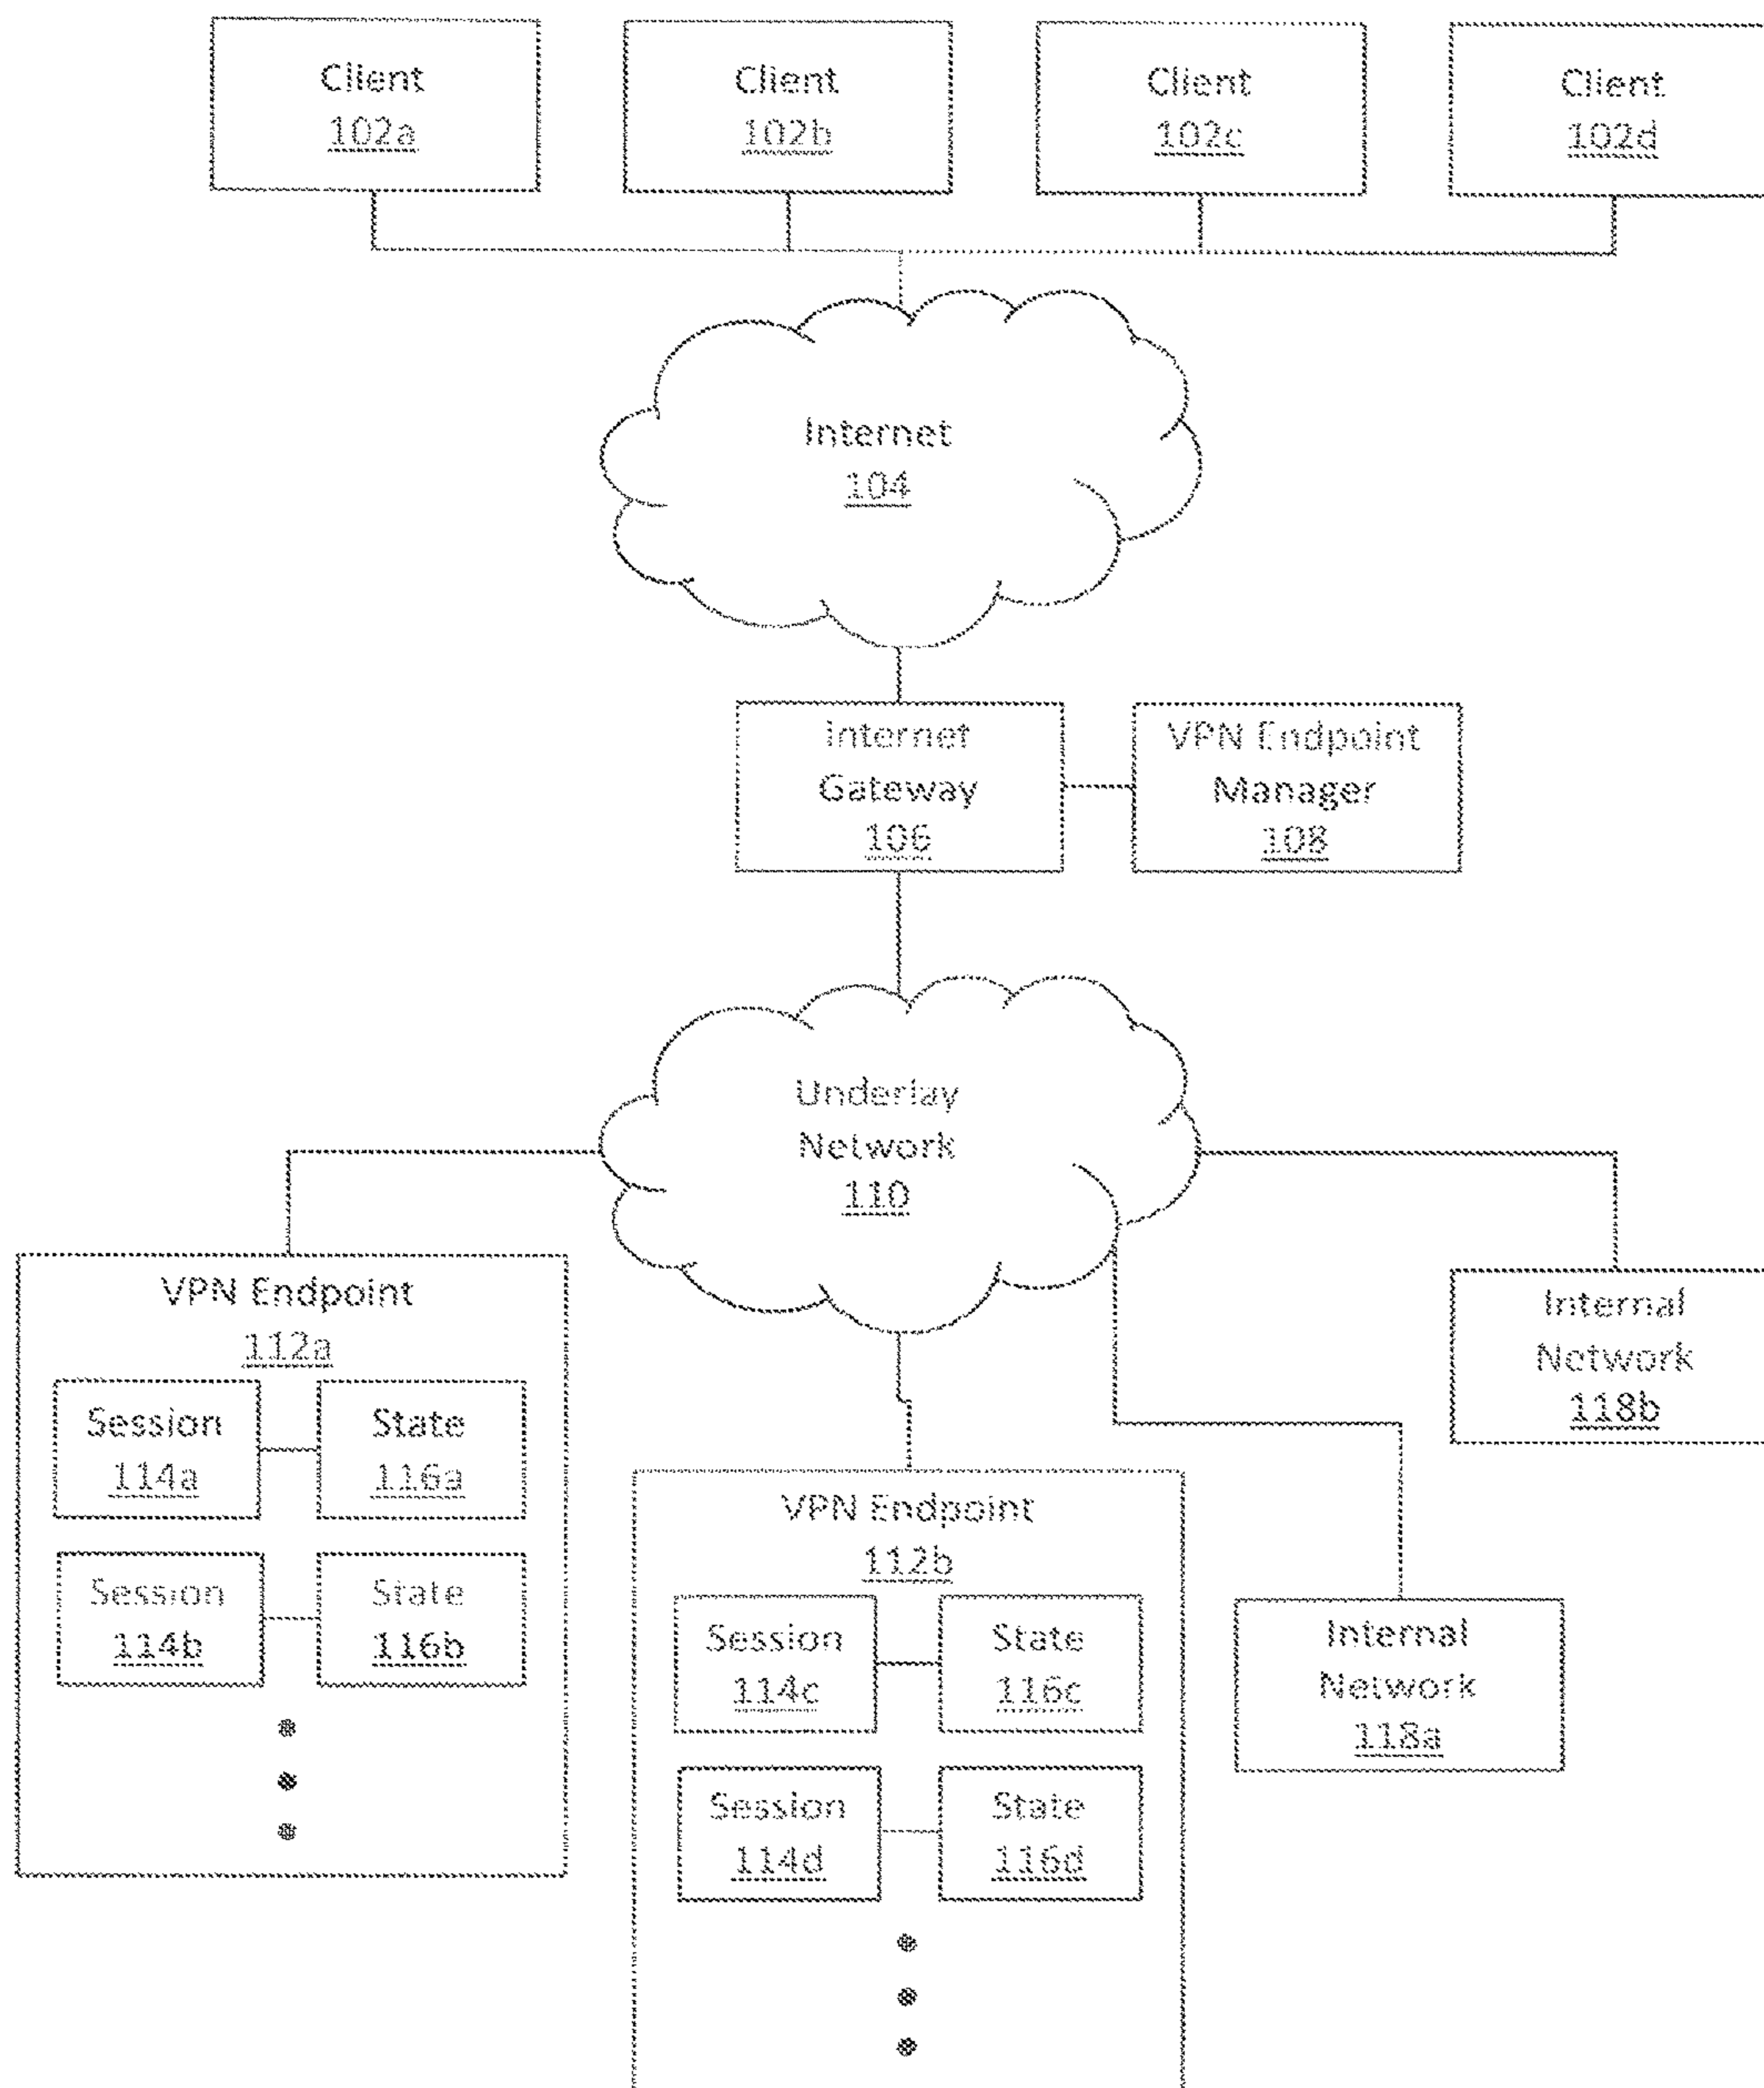 Client
102a
Client
102b
Client
102c
Client
102d
Internet
104
Internet
Gateway
106
VPN Endpoint
Manager
108
Underlay
Network
110
VPN Endpoint
112a
Session
114a
State
116a
Session
114b
State
116b
VPN Endpoint
112b
Session
114c
State
116c
Session
114d
State
116d
Internal
Network
118b
Internal
Network
118a